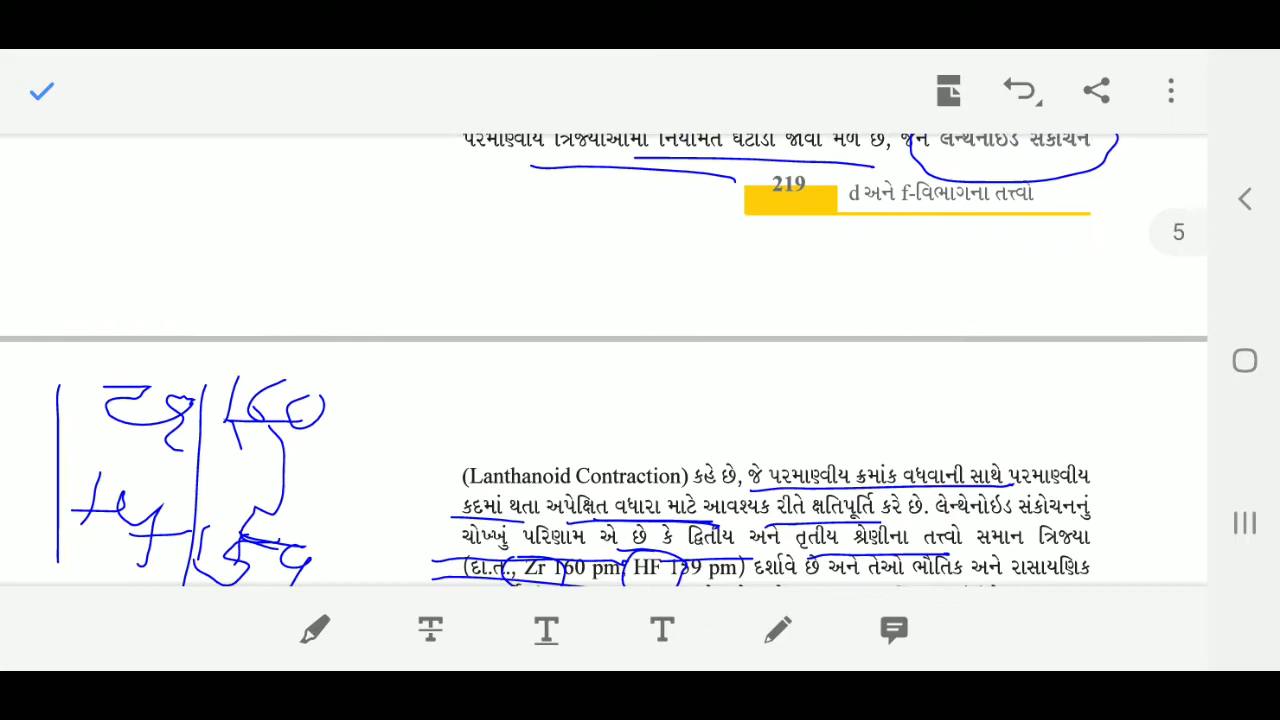 પરમાણ્વીય ત્રિજ્યાઓમાં નિયમિત ઘટાડો જોવા મળે છે, જેને લેન્થેનોઇડ સંકોચન
219 d અને f-વિભાગના તત્ત્વો
5
Zr 160
Hf 159
(Lanthanoid Contraction) કહે છે, જે પરમાણ્વીય ક્રમાંક વધવાની સાથે પરમાણ્વીય
કદમાં થતા અપેક્ષિત વધારા માટે આવશ્યક રીતે ક્ષતિપૂર્તિ કરે છે. લેન્થેનોઇડ સંકોચનનું
ચોખ્ખું પરિણામ એ છે કે દ્વિતીય અને તૃતીય શ્રેણીના તત્ત્વો સમાન ત્રિજ્યા
(દા.ત., Zr 160 pm, HF 159 pm) દર્શાવે છે અને તેઓ ભૌતિક અને રાસાયણિક